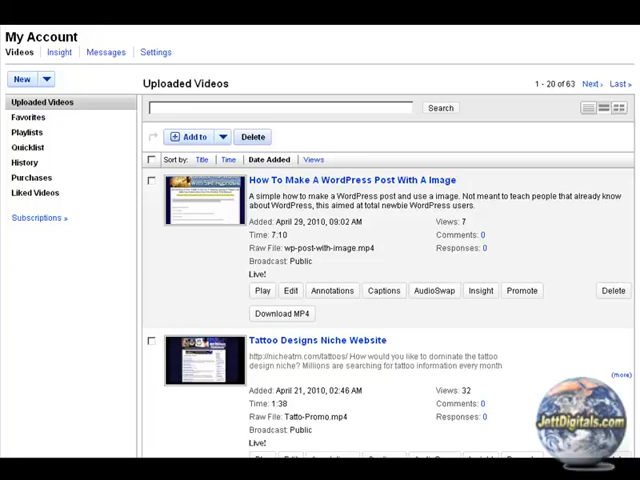 My Account
Videos Insight Messages Settings
New
Uploaded Videos
Favorites
Playlists
Quicklist
History
Purchases
Liked Videos
Subscriptions »
Uploaded Videos
1 - 20 of 63 Next › Last »
Search
Add to Delete
Sort by: Title Time Date Added Views
How To Make A WordPress Post With A Image
A simple how to make a WordPress post and use a image. Not meant to teach people that already know
about WordPress, this aimed at total newbie WordPress users.
Added: April 29, 2010, 09:02 AM Views: 7
Time: 7:10 Comments: 0
Raw File: wp-post-with-image.mp4 Responses: 0
Broadcast: Public
Live!
Play Edit Annotations Captions AudioSwap Insight Promote Delete
Download MP4
Tattoo Designs Niche Website
http://nicheatm.com/tattoos/ How would you like to dominate the tattoo
design niche? Millions are searching for tattoo information every month
(more)
Added: April 21, 2010, 02:46 AM Views: 32
Time: 1:38 Comments: 0
Raw File: Tatto-Promo.mp4 Responses: 0
Broadcast: Public
Live!
JettDigitals.com